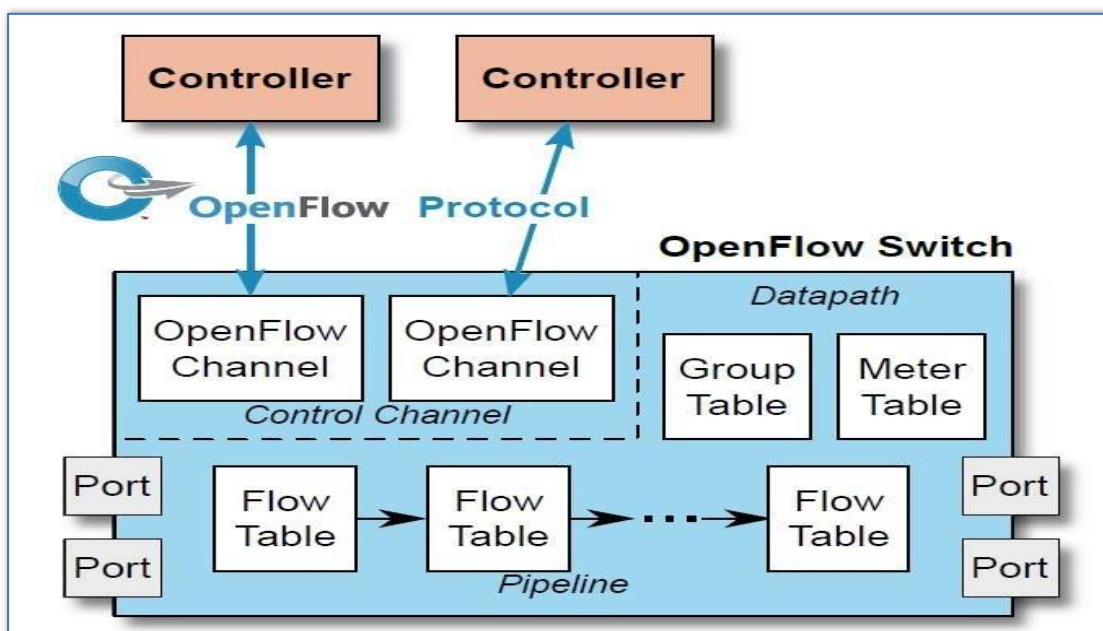 Controller
Controller
OpenFlow Protocol
OpenFlow Switch
OpenFlow
Channel
OpenFlow
Channel
Control Channel
Datapath
Group
Table
Meter
Table
Port
Port
Flow
Table
Flow
Table
Flow
Table
Pipeline
Port
Port